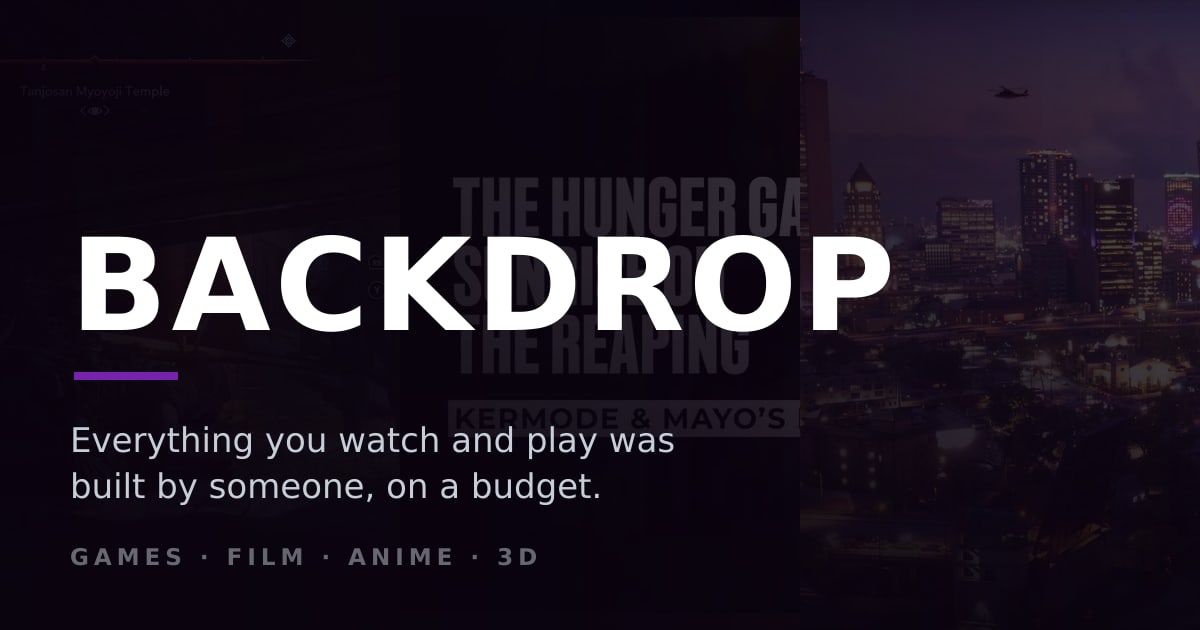 Tanjosan Myoyoji Temple
THE HUNGER GA
THE REAPING
KERMODE & MAYO’S
BACKDROP
Everything you watch and play was
built by someone, on a budget.
GAMES · FILM · ANIME · 3D